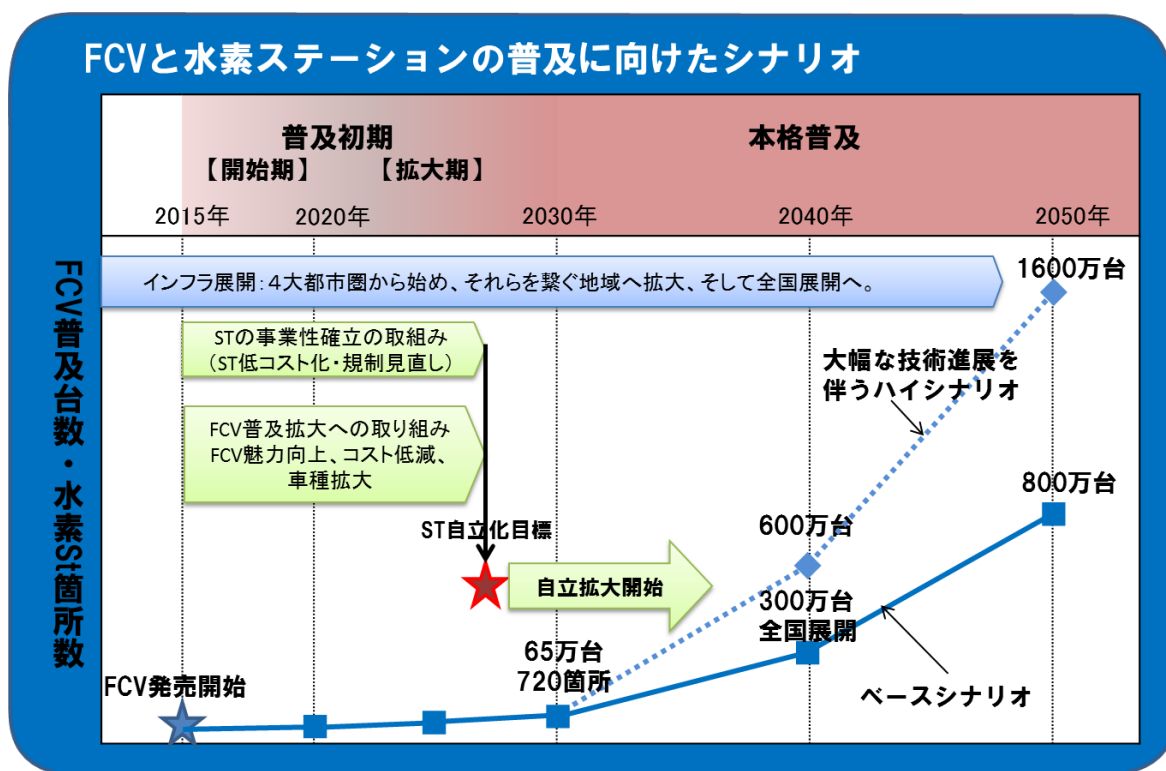 FCVと水素ステーションの普及に向けたシナリオ
普及初期
【開始期】
【拡大期】
本格普及
2015年
2020年
2030年
2040年
2050年
FCV普及台数・水素St箇所数
インフラ展開：４大都市圏から始め、それらを繋ぐ地域へ拡大、そして全国展開へ。
1600万台
STの事業性確立の取組み
（ST低コスト化・規制見直し）
大幅な技術進展を
伴うハイシナリオ
FCV普及拡大への取り組み
FCV魅力向上、コスト低減、
車種拡大
800万台
ST自立化目標
600万台
自立拡大開始
300万台
全国展開
65万台
720箇所
FCV発売開始
ベースシナリオ